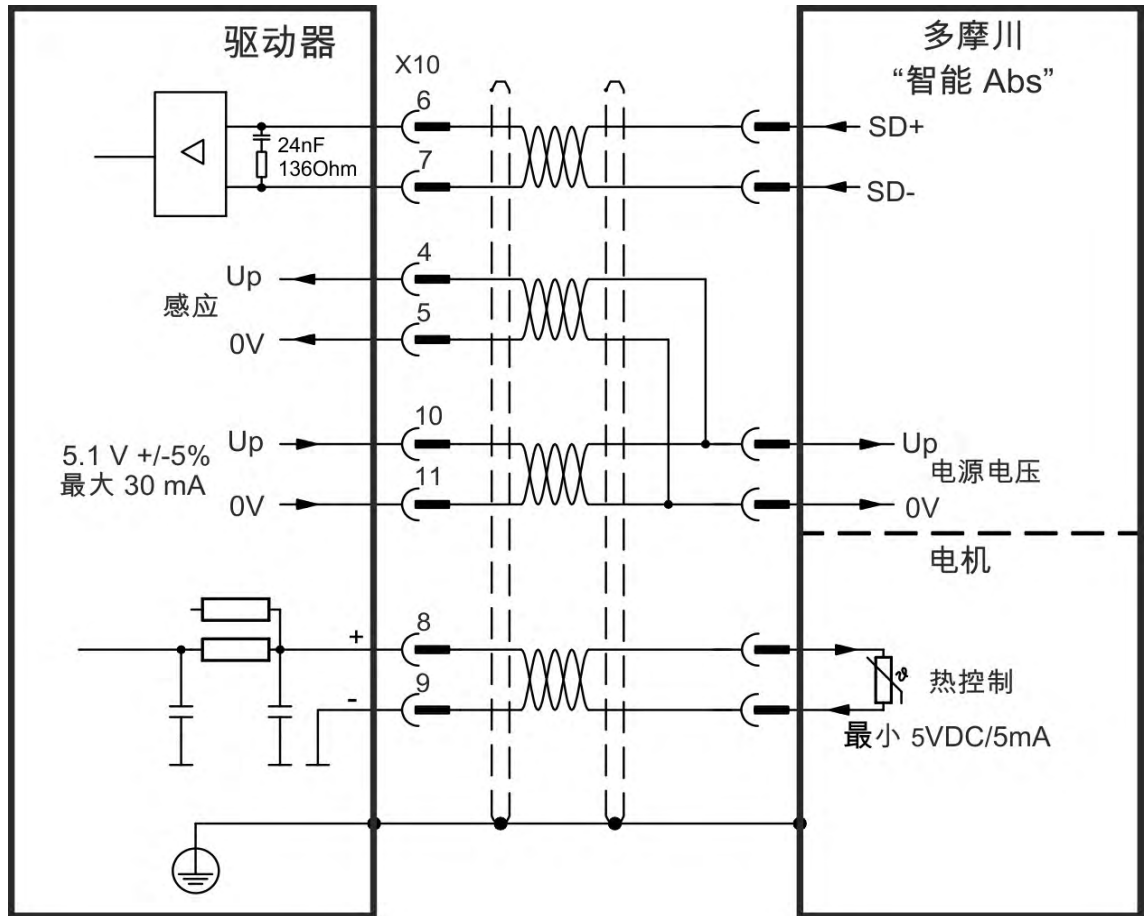 驱动器
多摩川
“智能 Abs”
X10
6
24nF
136Ohm
7
SD+
SD-
4
Up
感应
5
0V
10
Up
5.1 V +/-5%
最大 30 mA
11
0V
Up
电源电压
0V
电机
8
+
9
-
ϑ
热控制
最小 5VDC/5mA